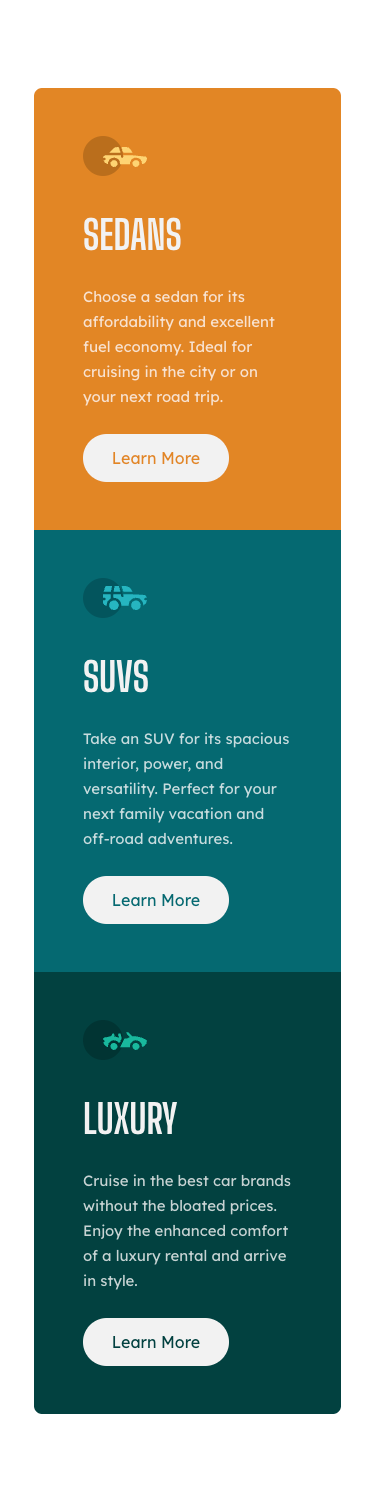 SEDANS
Choose a sedan for its
affordability and excellent
fuel economy. Ideal for
cruising in the city or on
your next road trip.
Learn More
SUVS
Take an SUV for its spacious
interior, power, and
versatility. Perfect for your
next family vacation and
off-road adventures.
Learn More
LUXURY
Cruise in the best car brands
without the bloated prices.
Enjoy the enhanced comfort
of a luxury rental and arrive
in style.
Learn More